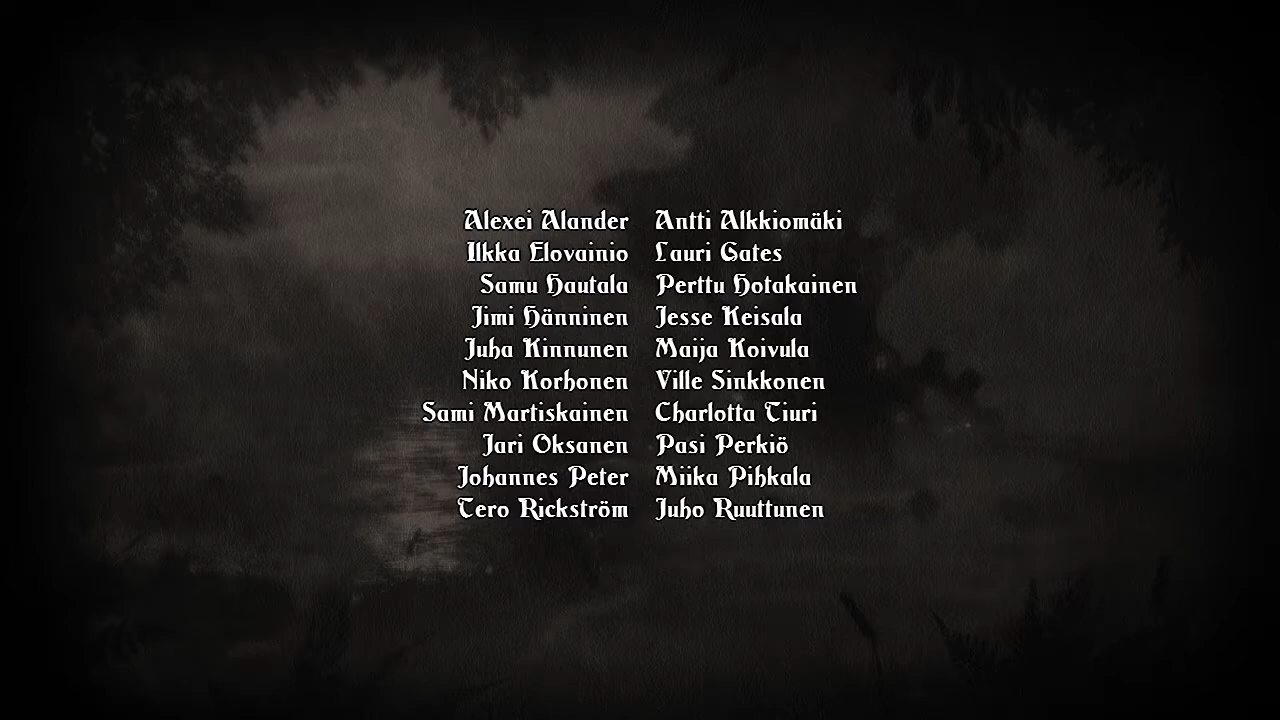 Alexei Alander Antti Alkkiomäki
Ilkka Elovainio Lauri Gates
Samu Hautala Perttu Hotakainen
Jimi Hänninen Jesse Keisala
Juha Kinnunen Maija Koivula
Niko Korhonen Ville Sinkkonen
Sami Martiskainen Charlotta Tiuri
Jari Oksanen Pasi Perkiö
Johannes Peter Miika Pihkala
Tero Rickström Juho Ruuttunen